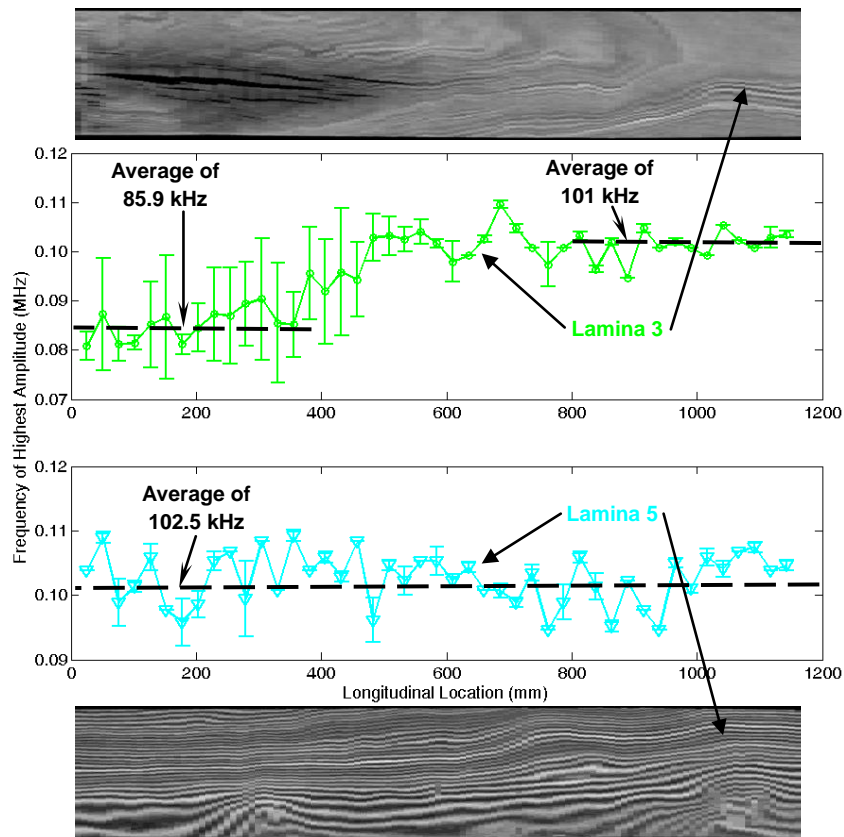 Average of
85.9 kHz
Average of
101 kHz
Lamina 3
0.12
0.11
0.10
0.09
0.08
0.07
0 200 400 600 800 1000 1200
Frequency of Highest Amplitude (MHz)
Average of
102.5 kHz
Lamina 5
0.12
0.11
0.10
0.09
0 200 400 600 800 1000 1200
Longitudinal Location (mm)